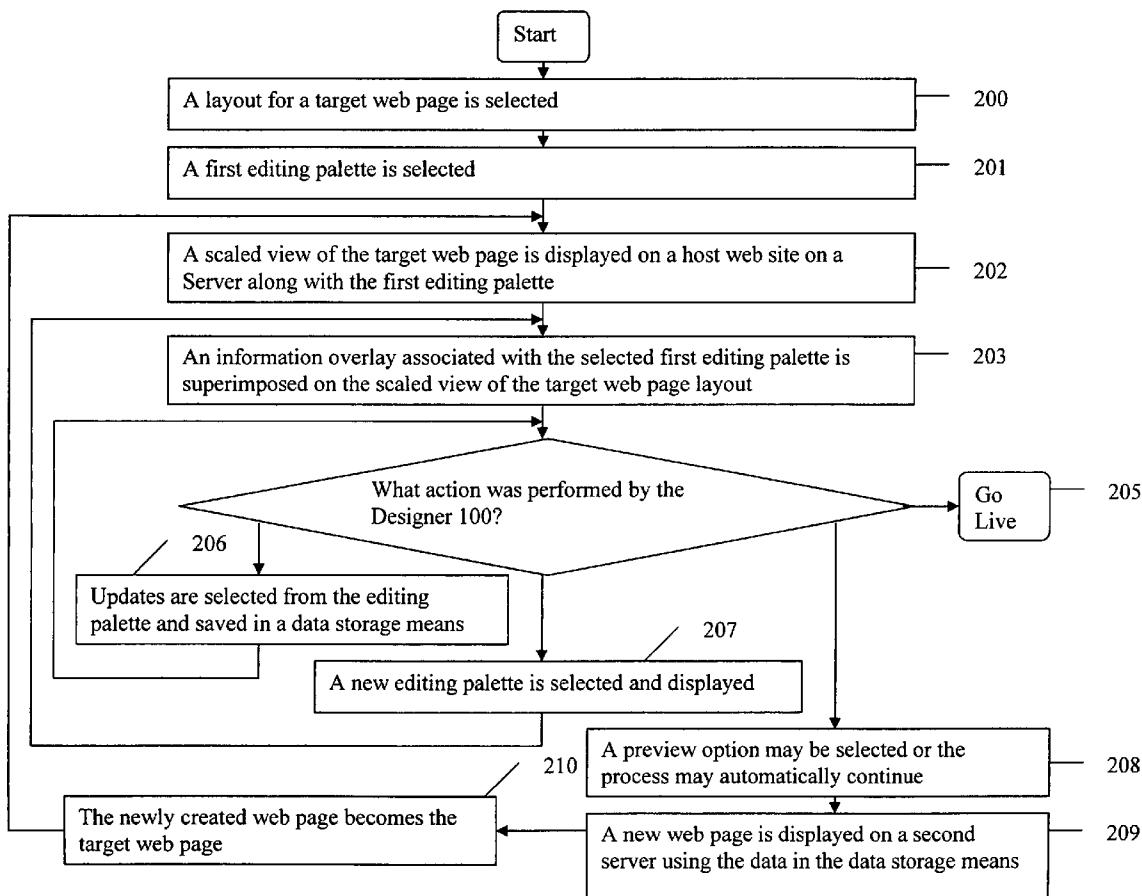 Start
A layout for a target web page is selected
200
A first editing palette is selected
201
A scaled view of the target web page is displayed on a host web site on a
Server along with the first editing palette
202
An information overlay associated with the selected first editing palette is
superimposed on the scaled view of the target web page layout
203
What action was performed by the
Designer 100?
Go
Live
205
206
Updates are selected from the editing
palette and saved in a data storage means
207
A new editing palette is selected and displayed
A preview option may be selected or the
process may automatically continue
208
210
The newly created web page becomes the
target web page
A new web page is displayed on a second
server using the data in the data storage means
209